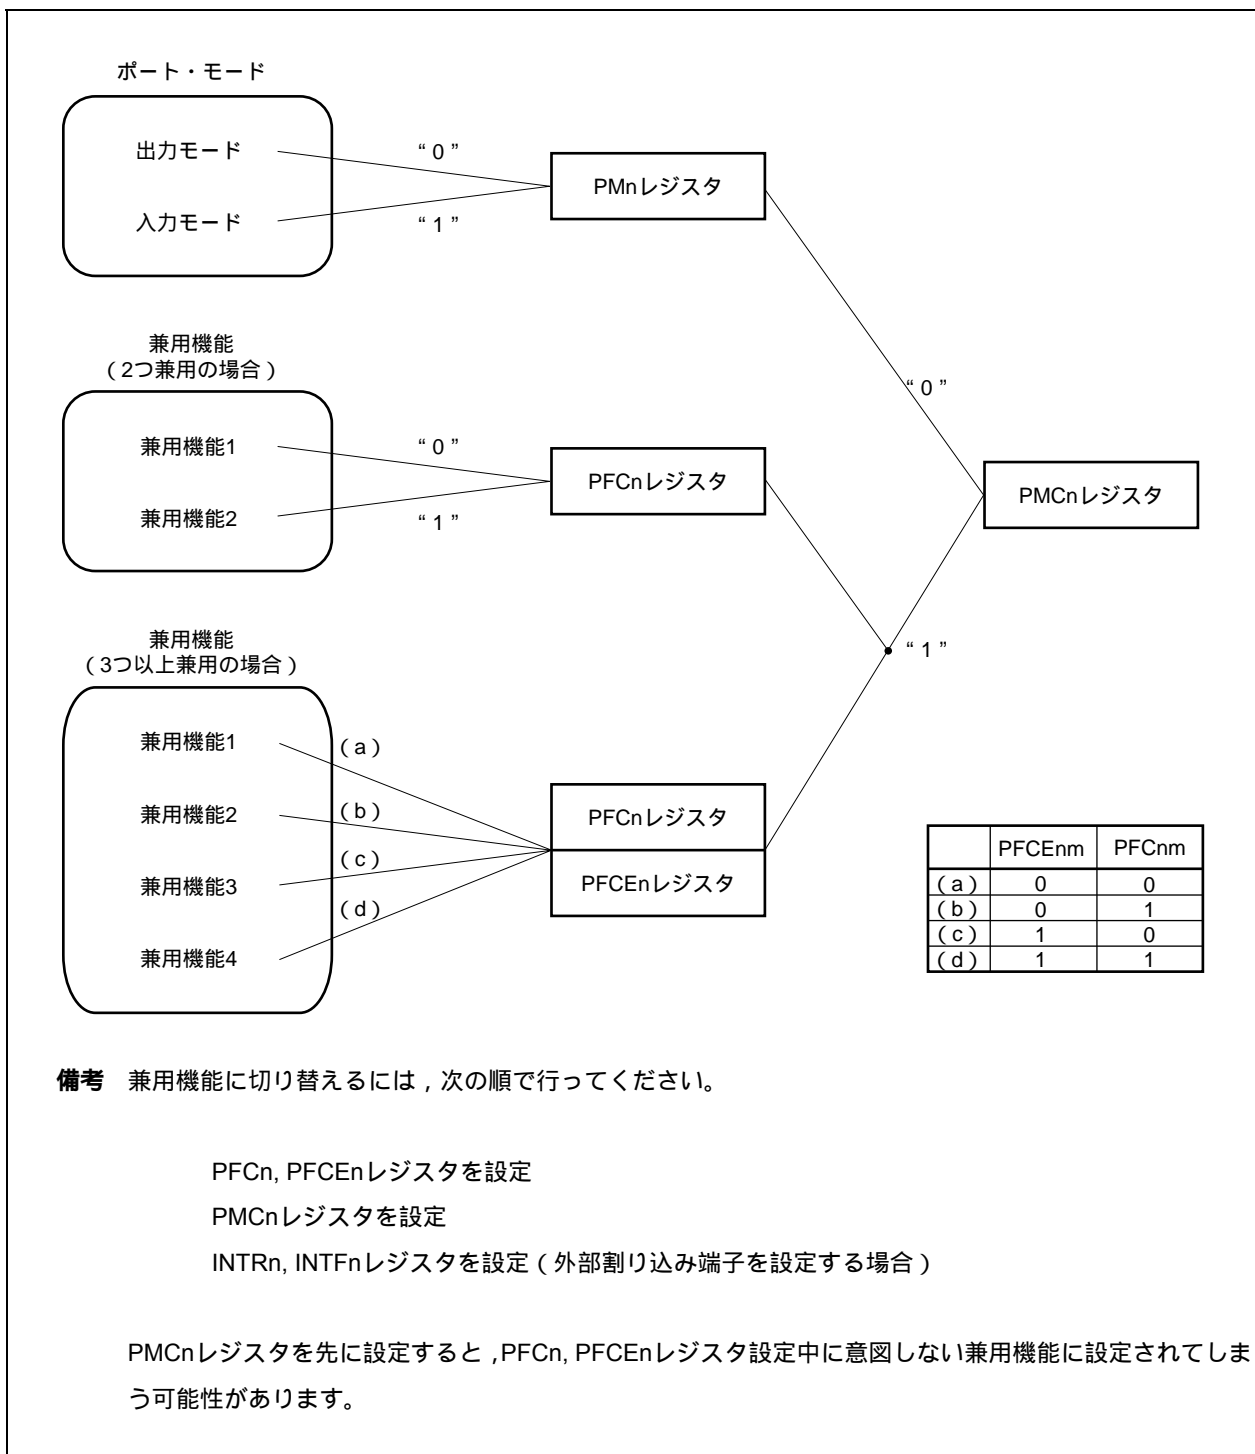 ポート・モード
出力モード
“0”
PMnレジスタ
入力モード
“1”
“0”
兼用機能
（2つ兼用の場合）
兼用機能1
“0”
PFCnレジスタ
兼用機能2
“1”
PMCnレジスタ
“1”
兼用機能
（3つ以上兼用の場合）
兼用機能1
（a）
兼用機能2
（b）
兼用機能3
（c）
兼用機能4
（d）
PFCnレジスタ
PFCEnレジスタ
PFCEnm PFCnm
（a） 0 0
（b） 0 1
（c） 1 0
（d） 1 1
備考 兼用機能に切り替えるには，次の順で行ってください。
PFCn, PFCEnレジスタを設定
PMCnレジスタを設定
INTRn, INTFnレジスタを設定（外部割り込み端子を設定する場合）
PMCnレジスタを先に設定すると，PFCn, PFCEnレジスタ設定中に意図しない兼用機能に設定されてしま
う可能性があります。